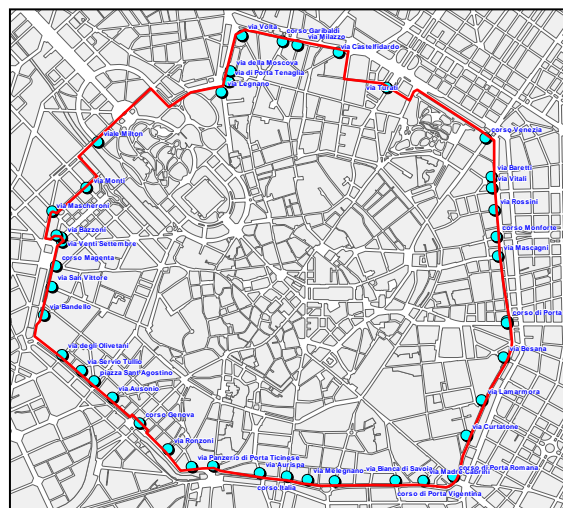 via Volta
corso Garibaldi
via Milazzo
via Castelfidardo
via della Moscova
via di Porta Tenaglia
via Legnano
via Turati
corso Venezia
viale Milton
via Baretti
via Monti
via Vitali
via Mascheroni
via Rossini
via Bazzoni
corso Monforte
via Venti Settembre
via Mascagni
corso Magenta
via San Vittore
via Bandello
corso di Porta
via degli Olivetani
via Besana
via Servio Tullio
piazza Sant'Agostino
via Ausonio
via Lamarmora
corso Genova
via Curtatone
via Ronzoni
via Panzerio di Porta Ticinese
via Aurispa
corso Italia
via Melegnano
via Bianca di Savoia
via Madre Cabrini
corso di Porta Romana
corso di Porta Vigentina